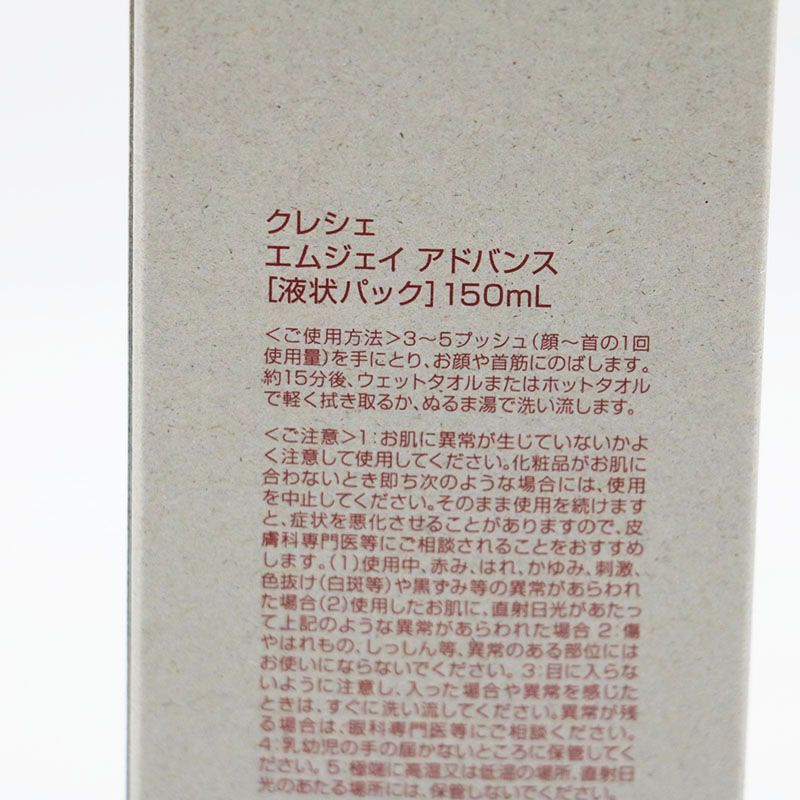 クレシェ
エムジェイ アドバンス
[液状パック]150mL
＜ご使用方法＞3～5プッシュ(顔～首の1回
使用量)を手にとり、お顔や首筋にのばします。
約15分後、ウェットタオルまたはホットタオル
で軽く拭き取るか、ぬるま湯で洗い流します。
＜ご注意＞1：お肌に異常が生じていないかよ
く注意して使用してください。化粧品がお肌に
合わないとき即ち次のような場合には、使用
を中止してください。そのまま使用を続けます
と、症状を悪化させることがありますので、皮
膚科専門医等にご相談されることをおすすめ
します。(1)使用中、赤み、はれ、かゆみ、刺激、
色抜け(白斑等)や黒ずみ等の異常があらわれ
た場合(2)使用したお肌に、直射日光があたっ
て上記のような異常があらわれた場合 2：傷
やはれもの、しっしん等、異常のある部位には
お使いにならないでください。 3：目に入らな
いように注意し、入った場合や異常を感じた
ときは、すぐに洗い流してください。異常が残
る場合は、眼科専門医等にご相談ください。
4：乳幼児の手の届かないところに保管してく
ださい。 5：極端に高温又は低温の場所、直射日
光のあたる場所には、保管しないでください。